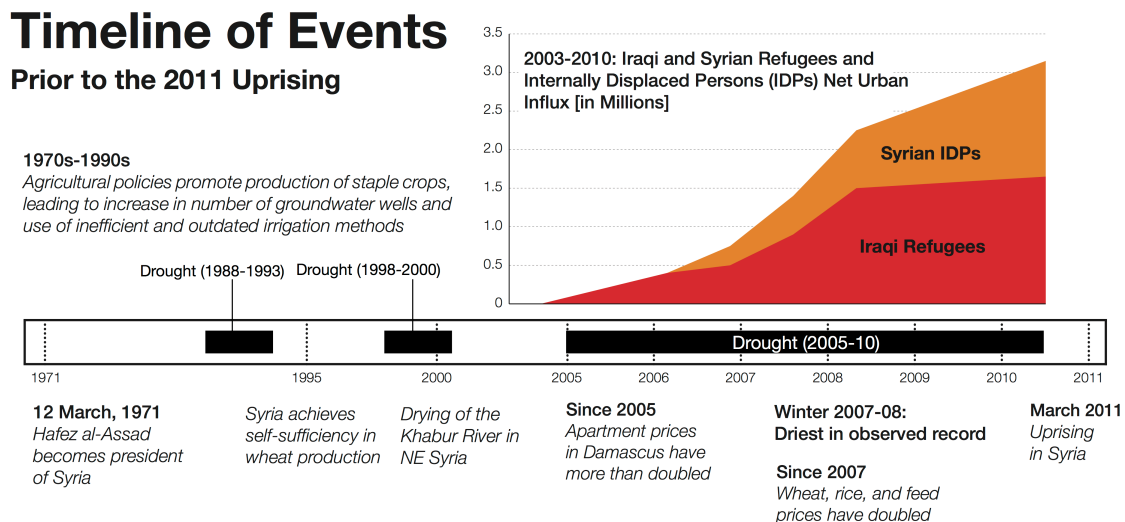 Timeline of Events
Prior to the 2011 Uprising
1970s-1990s
Agricultural policies promote production of staple crops,
leading to increase in number of groundwater wells and
use of inefficient and outdated irrigation methods
3.5
3.0
2.5
2.0
1.5
1.0
0.5
0
2003-2010: Iraqi and Syrian Refugees and
Internally Displaced Persons (IDPs) Net Urban
Influx [in Millions]
Syrian IDPs
Iraqi Refugees
Drought (1988-1993)
Drought (1998-2000)
Drought (2005-10)
1971
1995
2000
2005
2006
2007
2008
2009
2010
2011
12 March, 1971
Hafez al-Assad
becomes president
of Syria
Syria achieves
self-sufficiency in
wheat production
Drying of the
Khabur River in
NE Syria
Since 2005
Apartment prices
in Damascus have
more than doubled
Winter 2007-08:
Driest in observed record
Since 2007
Wheat, rice, and feed
prices have doubled
March 2011
Uprising
in Syria